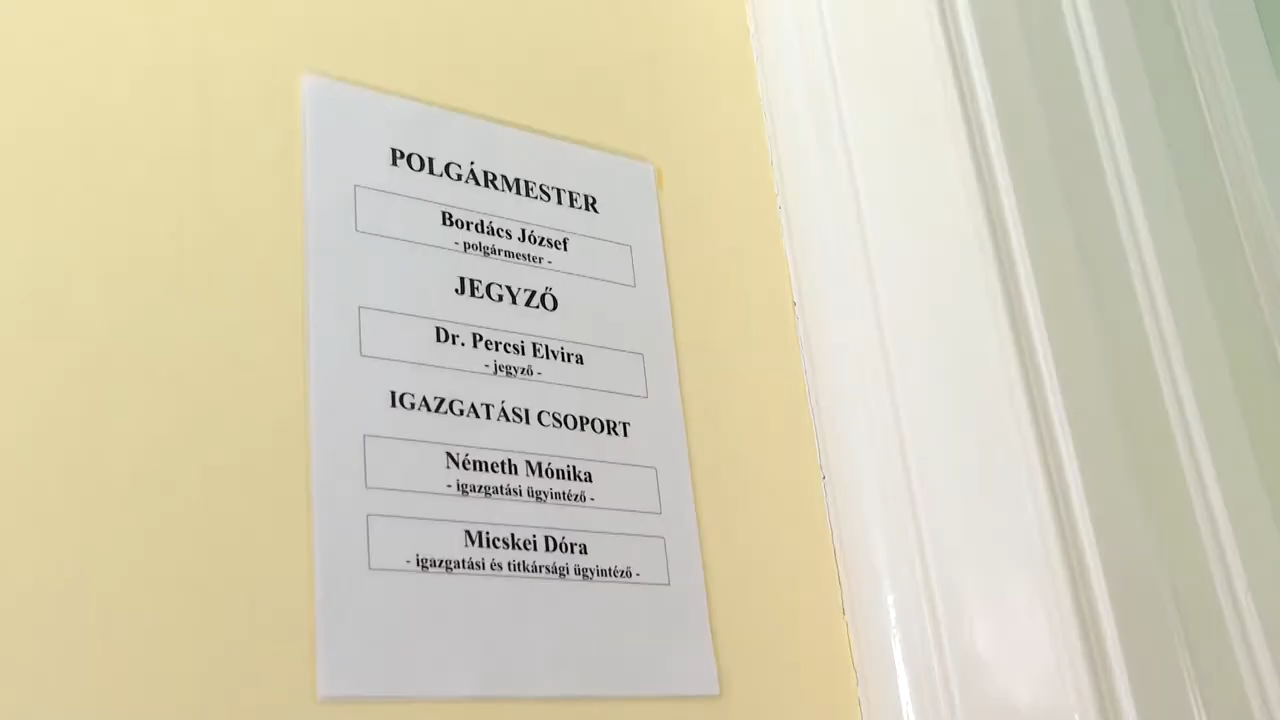 POLGÁRMESTER
Bordács József
- polgármester -
JEGYZŐ
Dr. Percsi Elvira
- jegyző -
IGAZGATÁSI CSOPORT
Németh Mónika
- igazgatási ügyintéző -
Micskei Dóra
- igazgatási és titkársági ügyintéző -